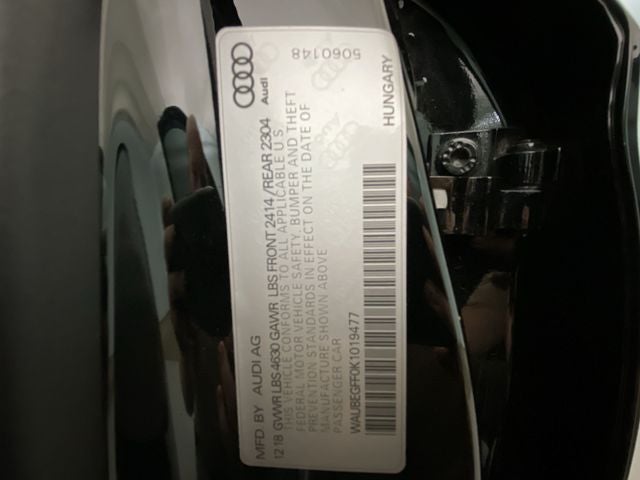 Audi
MFD BY AUDI AG
12 18 GVWR LBS 4630 GAWR LBS FRONT 2414 / REAR 2304
THIS VEHICLE CONFORMS TO ALL APPLICABLE U.S.
FEDERAL MOTOR VEHICLE SAFETY, BUMPER AND THEFT
PREVENTION STANDARDS IN EFFECT ON THE DATE OF
MANUFACTURE SHOWN ABOVE
PASSENGER CAR
WAUBEGFF0K1019477
HUNGARY
5060148